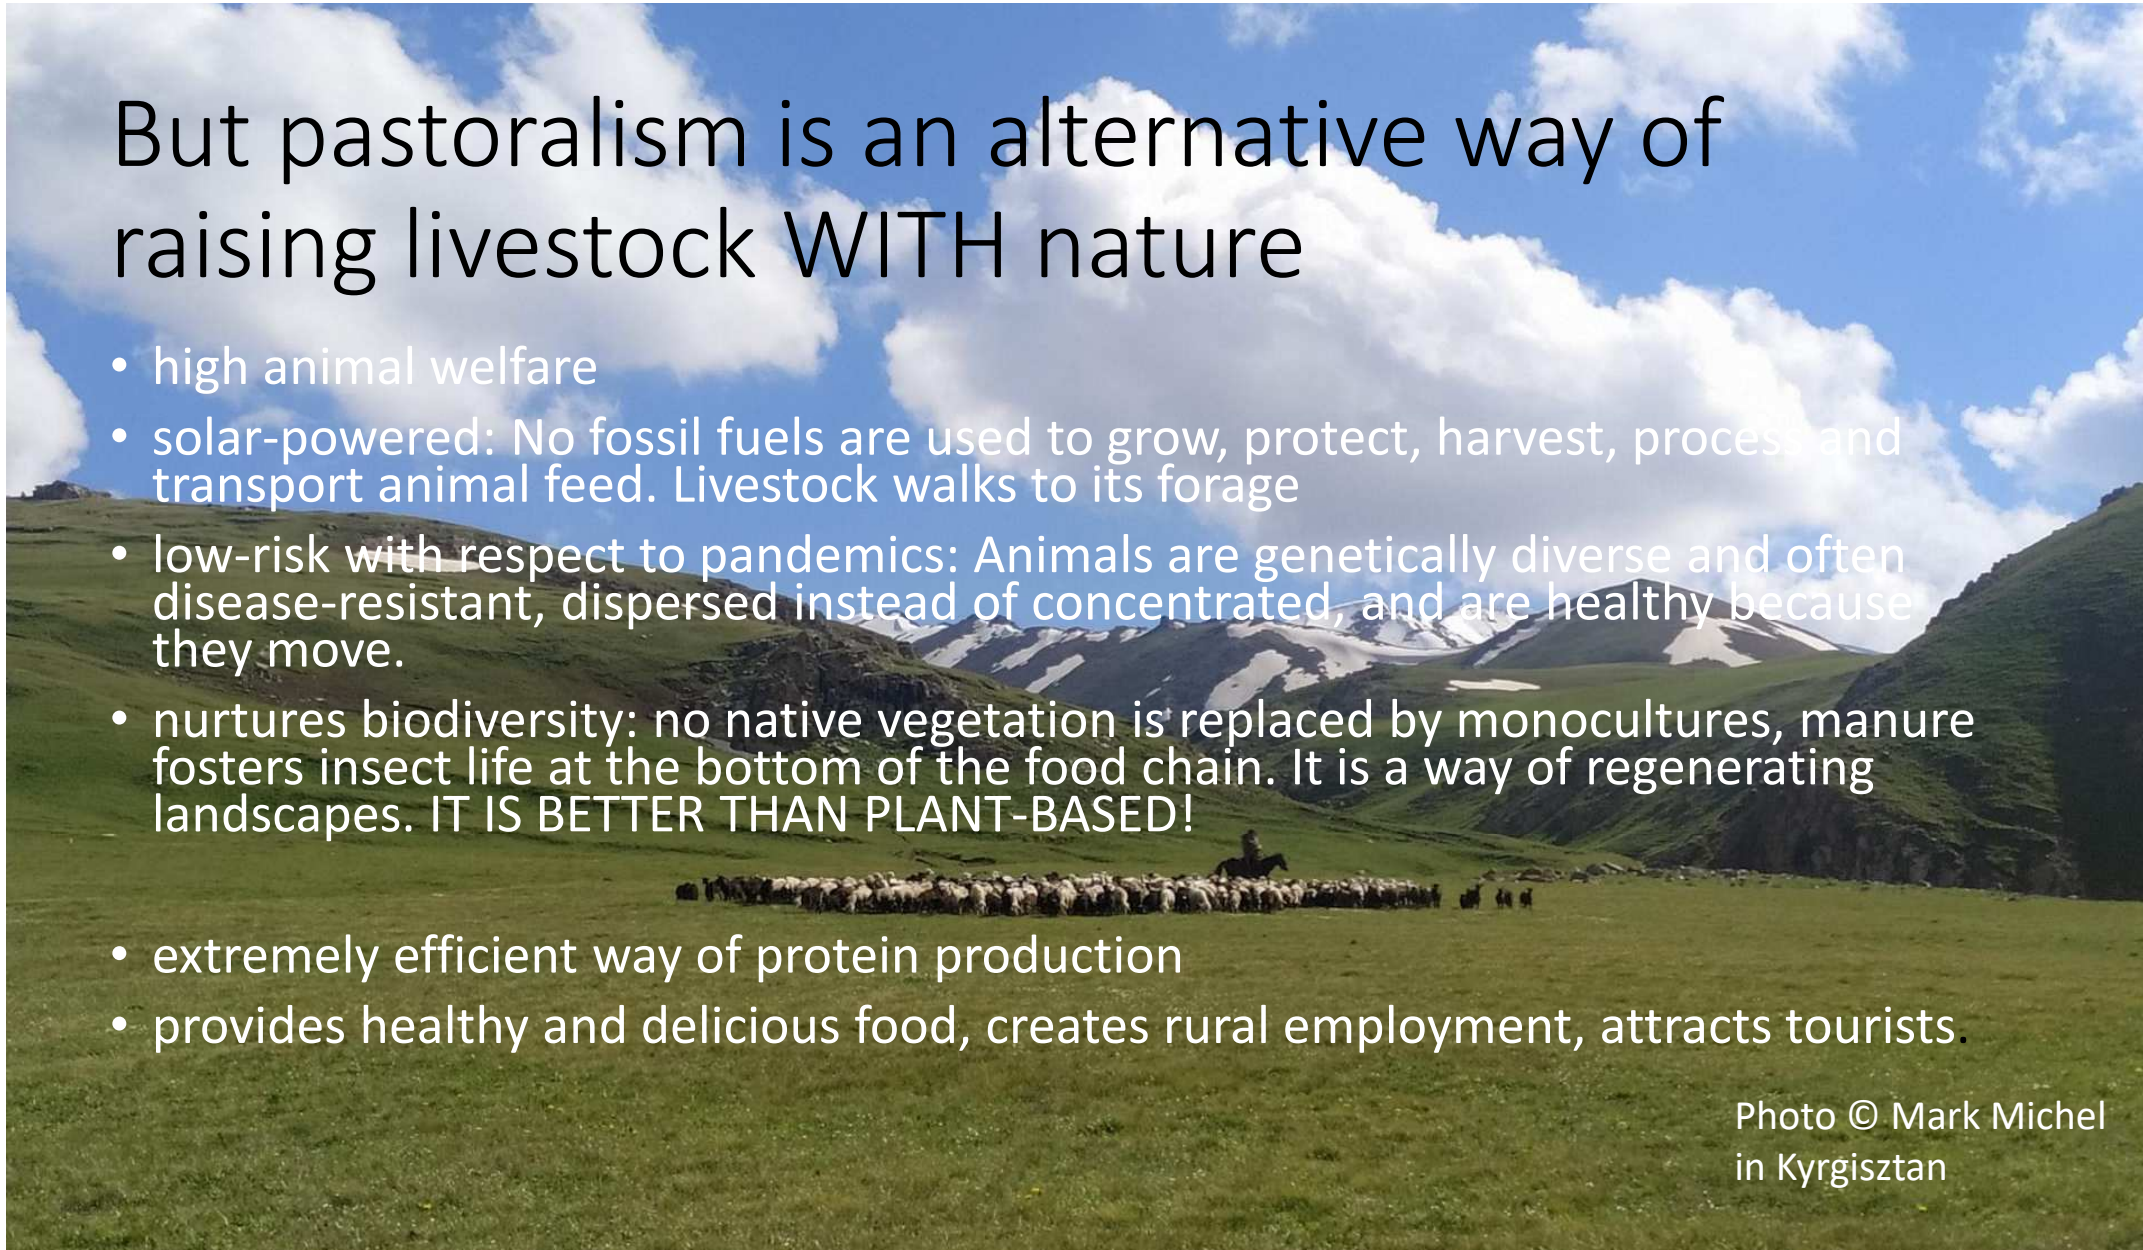 But pastoralism is an alternative way of
raising livestock WITH nature
• high animal welfare
• solar-powered: No fossil fuels are used to grow, protect, harvest, process and
transport animal feed. Livestock walks to its forage
• low-risk with respect to pandemics: Animals are genetically diverse and often
disease-resistant, dispersed instead of concentrated, and are healthy because
they move.
• nurtures biodiversity: no native vegetation is replaced by monocultures, manure
fosters insect life at the bottom of the food chain. It is a way of regenerating
landscapes. IT IS BETTER THAN PLANT-BASED!
• extremely efficient way of protein production
• provides healthy and delicious food, creates rural employment, attracts tourists.
Photo © Mark Michel
in Kyrgisztan